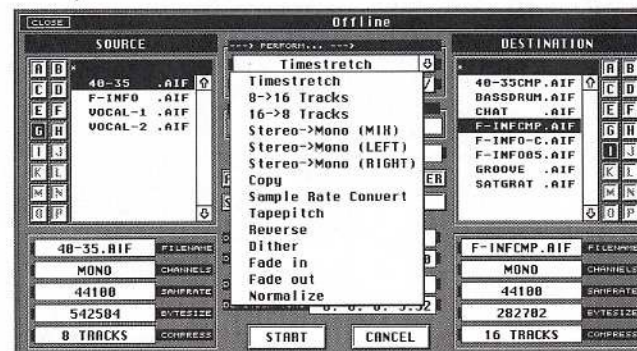 CLOSE
Offline
SOURCE
---> PERFORM... --->
DESTINATION
Timestretch
A B
C D
E F
G H
I J
K L
M N
O P
*
40-35 .AIF
F-INFO .AIF
VOCAL-1 .AIF
VOCAL-2 .AIF
Timestretch
8->16 Tracks
16->8 Tracks
Stereo->Mono (MIX)
Stereo->Mono (LEFT)
Stereo->Mono (RIGHT)
Copy
Sample Rate Convert
Tapepitch
Reverse
Dither
Fade in
Fade out
Normalize
*
40-35CMP.AIF
BASSDRUM.AIF
CHAT .AIF
F-INFCMP.AIF
F-INFO-C.AIF
F-INFO05.AIF
GROOVE .AIF
SATGRAT .AIF
A B
C D
E F
G H
I J
K L
M N
O P
40-35.AIF FILENAME
MONO CHANNELS
44100 SAMPRATE
542504 BYTESIZE
8 TRACKS COMPRESS
START
CANCEL
F-INFCMP.AIF FILENAME
MONO CHANNELS
44100 SAMPRATE
282702 BYTESIZE
16 TRACKS COMPRESS